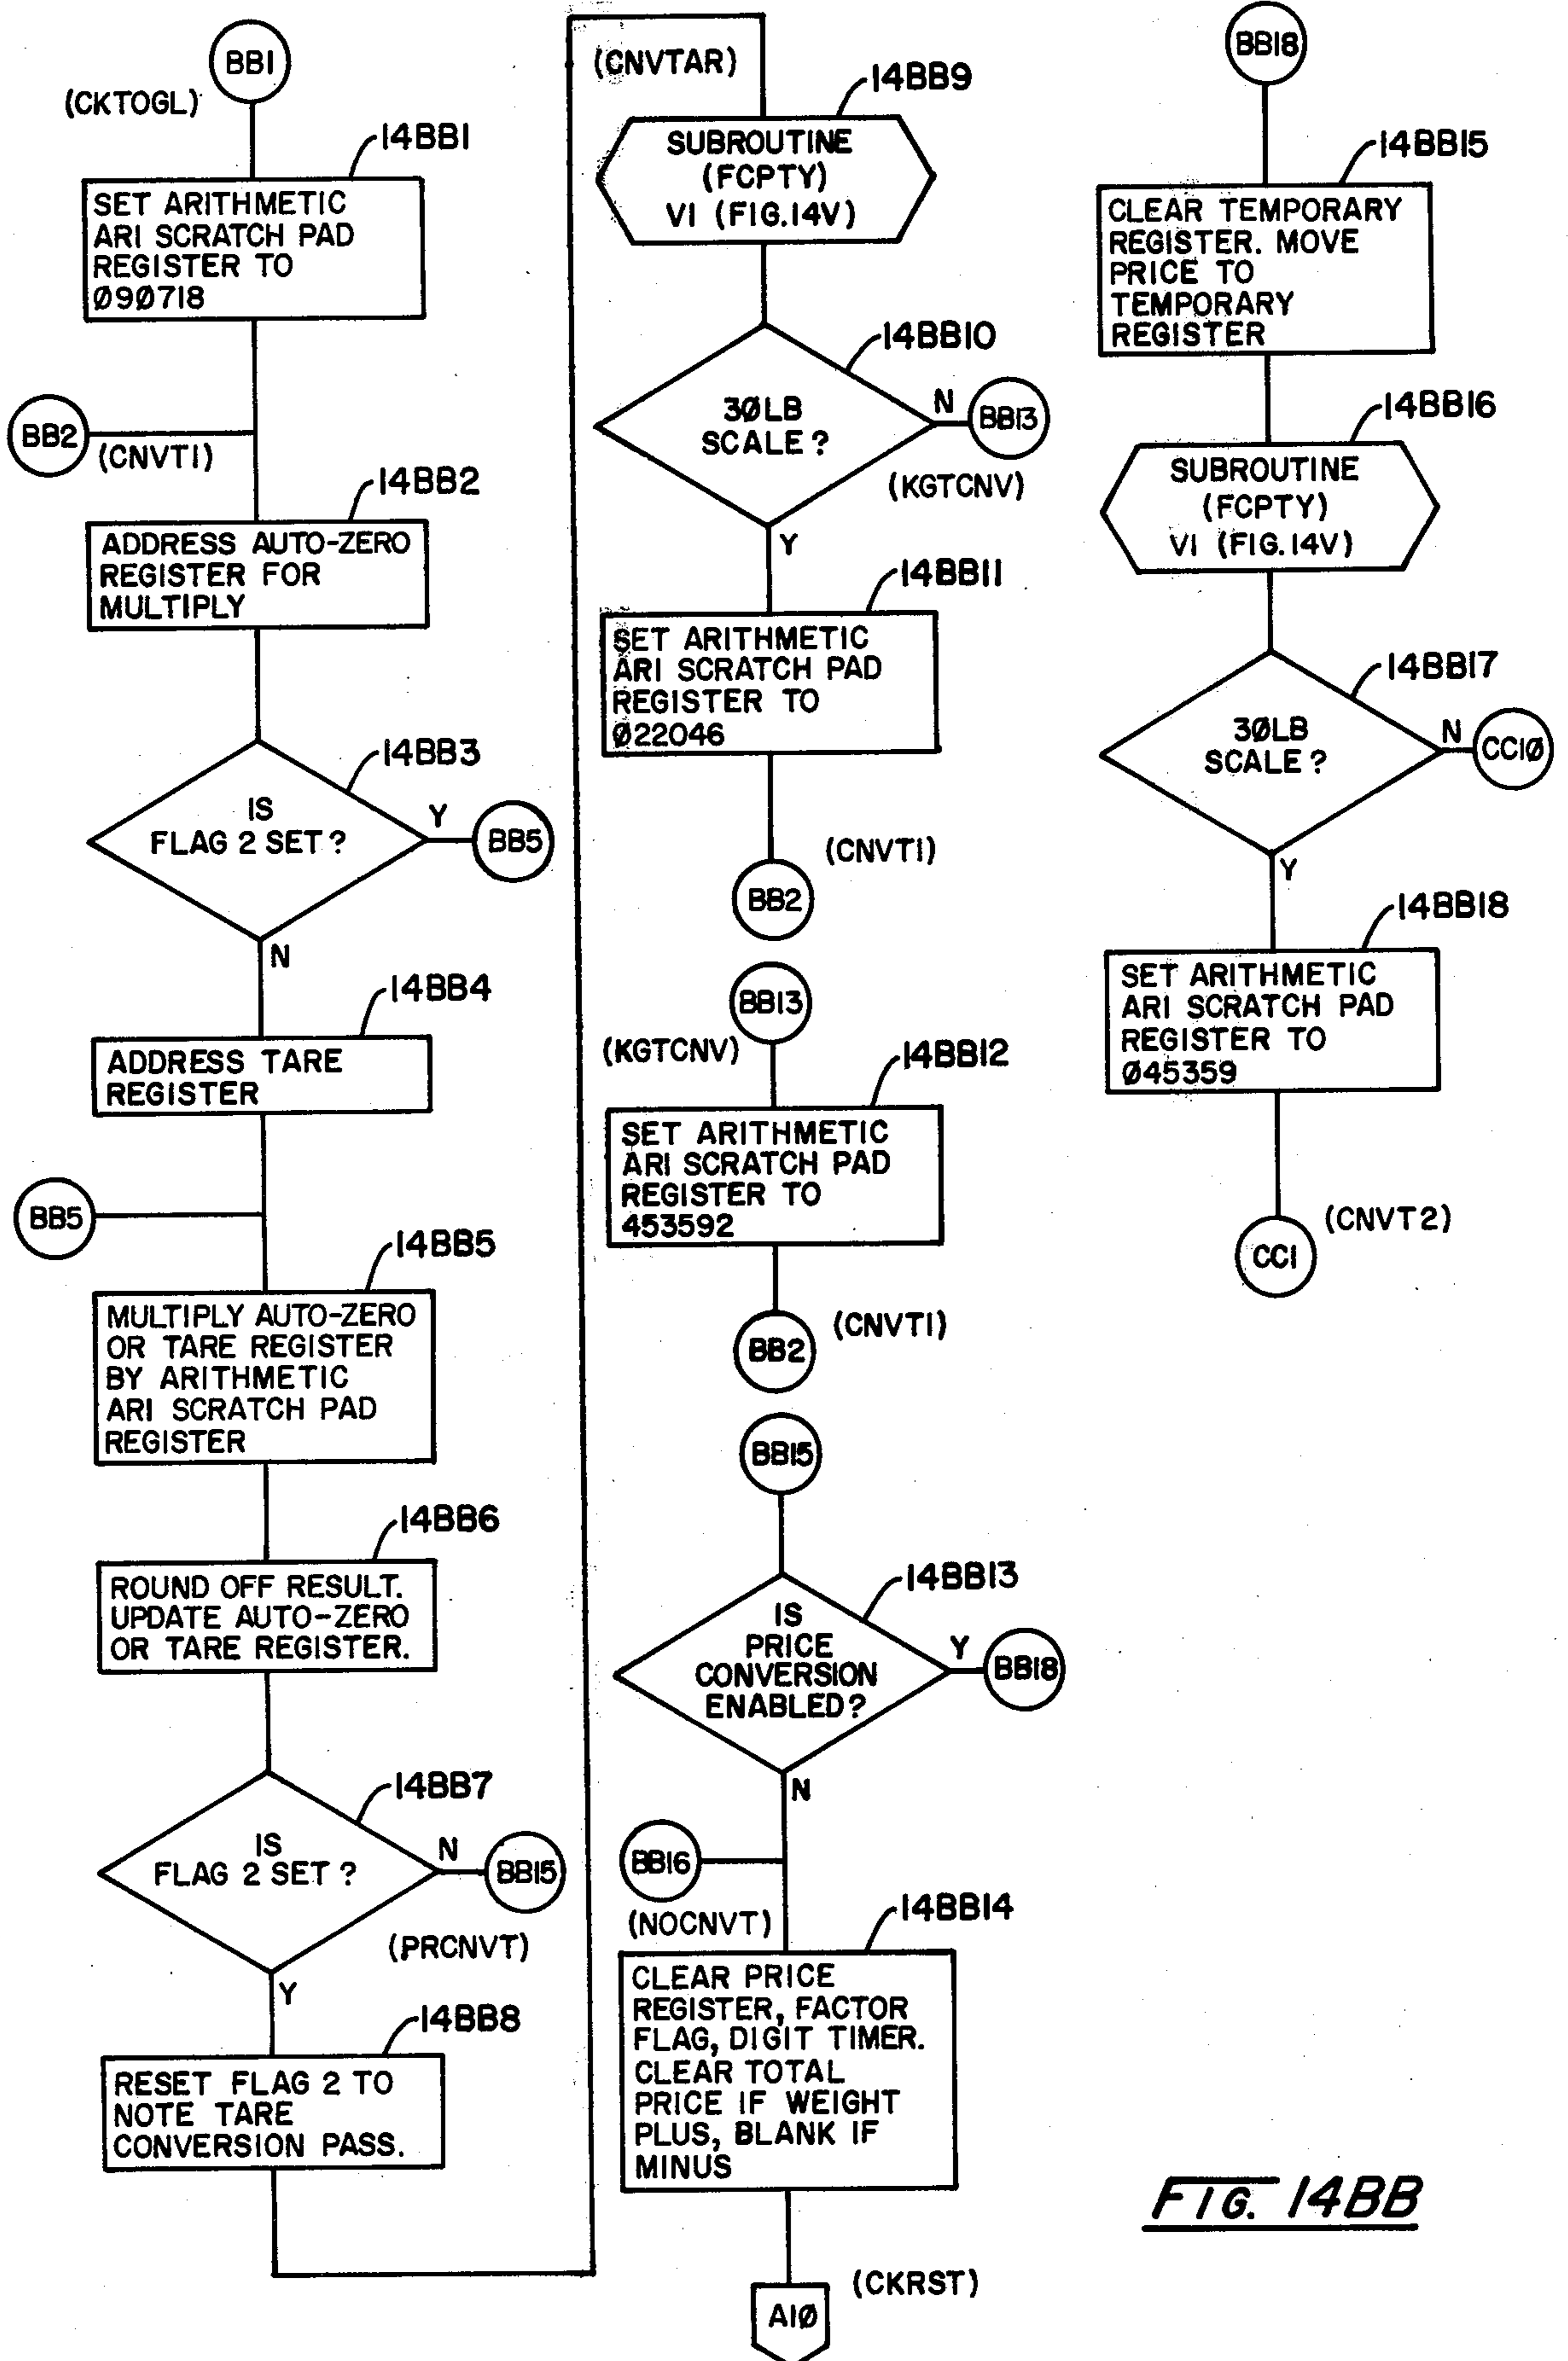 BB1
(CKTOGL)
14BB1
SET ARITHMETIC
AR1 SCRATCH PAD
REGISTER TO
Ø9Ø718
BB2
(CNVT1)
14BB2
ADDRESS AUTO-ZERO
REGISTER FOR
MULTIPLY
14BB3
IS
FLAG 2 SET?
Y
BB5
N
14BB4
ADDRESS TARE
REGISTER
BB5
14BB5
MULTIPLY AUTO-ZERO
OR TARE REGISTER
BY ARITHMETIC
AR1 SCRATCH PAD
REGISTER
14BB6
ROUND OFF RESULT.
UPDATE AUTO-ZERO
OR TARE REGISTER.
14BB7
IS
FLAG 2 SET?
N
BB15
(PRCNVT)
Y
14BB8
RESET FLAG 2 TO
NOTE TARE
CONVERSION PASS.
(CNVTAR)
14BB9
SUBROUTINE
(FCPTY)
V1 (FIG.14V)
14BB10
3ØLB
SCALE?
N
BB13
(KGTCNV)
Y
14BB11
SET ARITHMETIC
AR1 SCRATCH PAD
REGISTER TO
Ø22046
(CNVT1)
BB2
BB13
(KGTCNV)
14BB12
SET ARITHMETIC
AR1 SCRATCH PAD
REGISTER TO
453592
(CNVT1)
BB2
BB15
14BB13
IS
PRICE
CONVERSION
ENABLED?
Y
BB18
N
BB16
(NOCNVT)
14BB14
CLEAR PRICE
REGISTER, FACTOR
FLAG, DIGIT TIMER.
CLEAR TOTAL
PRICE IF WEIGHT
PLUS, BLANK IF
MINUS
(CKRST)
A1Ø
BB18
14BB15
CLEAR TEMPORARY
REGISTER. MOVE
PRICE TO
TEMPORARY
REGISTER
14BB16
SUBROUTINE
(FCPTY)
V1 (FIG.14V)
14BB17
3ØLB
SCALE?
N
CC1Ø
Y
14BB18
SET ARITHMETIC
AR1 SCRATCH PAD
REGISTER TO
Ø45359
(CNVT2)
CC1
FIG. 14BB